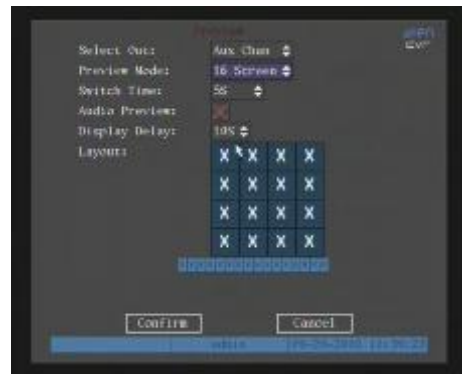 Preview
Select Out: Aux Chan
Preview Mode: 16 Screen
Switch Time: 5S
Audio Preview: X
Display Delay: 10S
Layout:
X X X X
X X X X
X X X X
X X X X
Confirm Cancel
admin